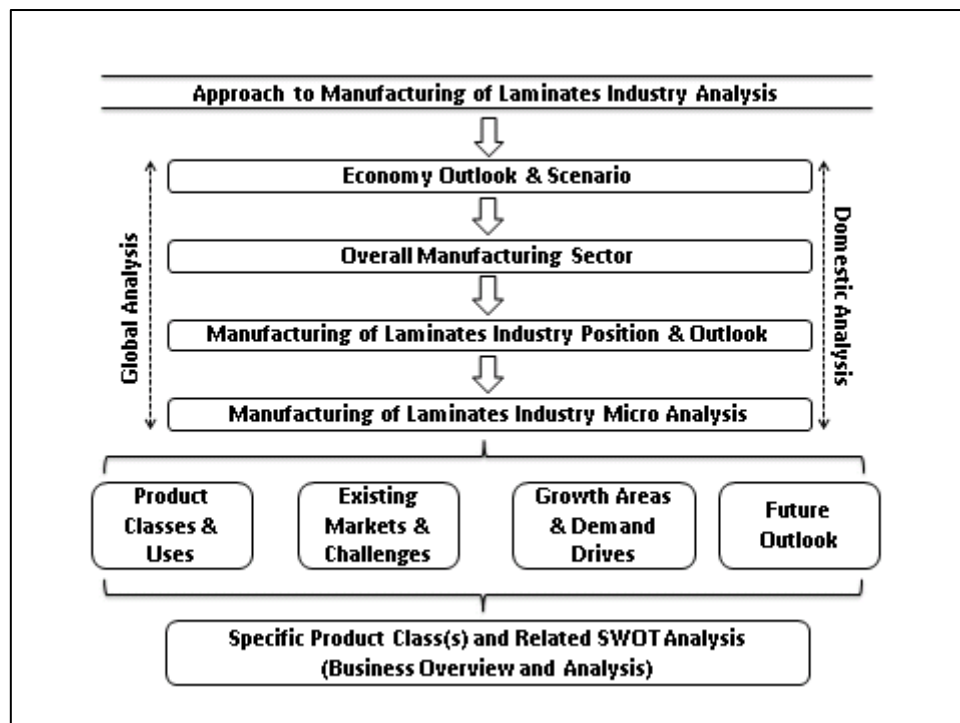 Approach to Manufacturing of Laminates Industry Analysis
Economy Outlook & Scenario
Overall Manufacturing Sector
Manufacturing of Laminates Industry Position & Outlook
Manufacturing of Laminates Industry Micro Analysis
Global Analysis
Domestic Analysis
Product
Classes &
Uses
Existing
Markets &
Challenges
Growth Areas
& Demand
Drives
Future
Outlook
Specific Product Class(s) and Related SWOT Analysis
(Business Overview and Analysis)